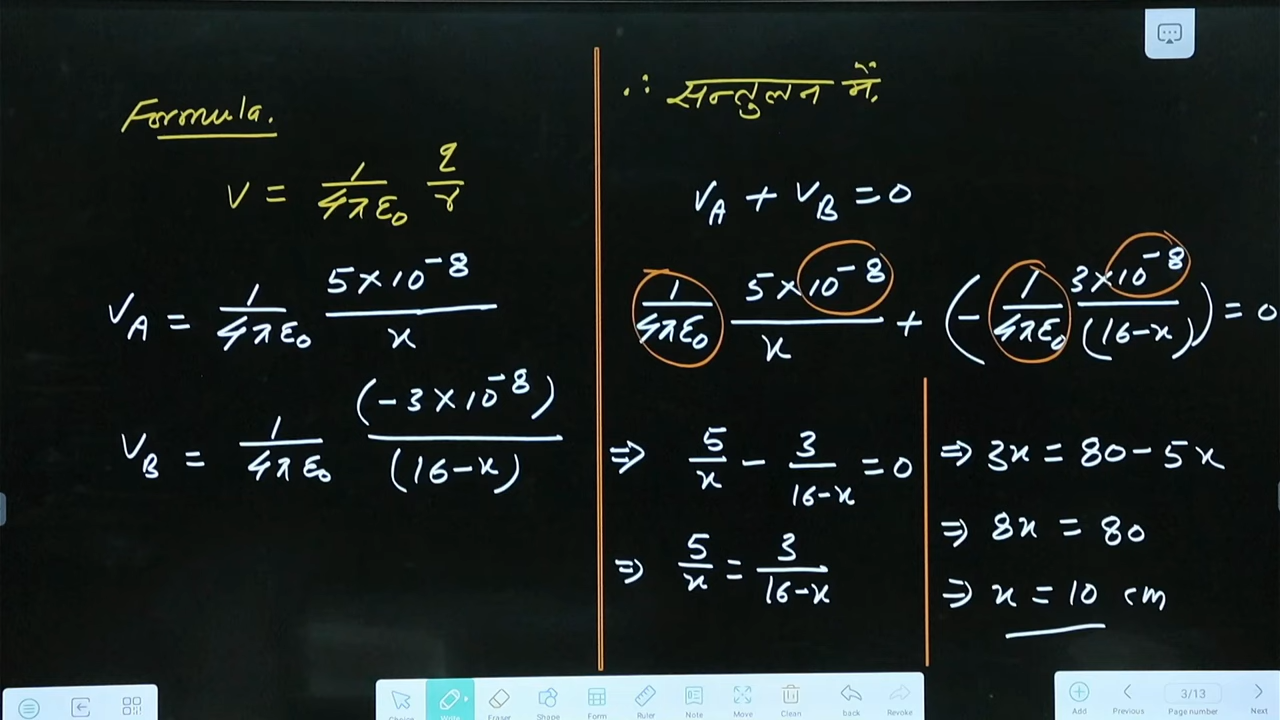 Formula.
V = 1/4πε₀ q/r
V_A = 1/4πε₀ 5×10⁻⁸/x
V_B = 1/4πε₀ (-3×10⁻⁸)/(16-x)
∴ सन्तुलन में,
V_A + V_B = 0
1/4πε₀ 5×10⁻⁸/x + (- 1/4πε₀ 3×10⁻⁸/(16-x)) = 0
⇒ 5/x - 3/16-x = 0
⇒ 5/x = 3/16-x
⇒ 3x = 80 - 5x
⇒ 8x = 80
⇒ x = 10 cm
Write Eraser Shape Form Ruler Note Move Clean back Revoke
3/13
Add Previous Page number Next